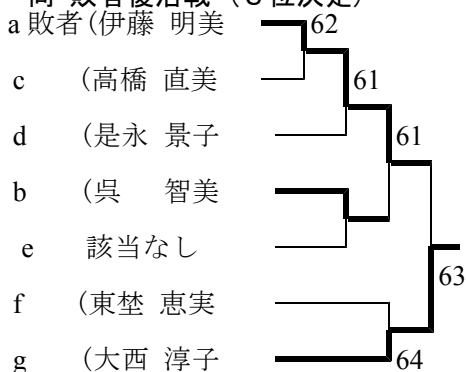 敗者復活戦（３位決定）
a 敗者(伊藤 明美 62
c (高橋 直美 61
d (是永 景子 61
b (呉 智美
e 該当なし 63
f (東埜 恵実
g (大西 淳子 64